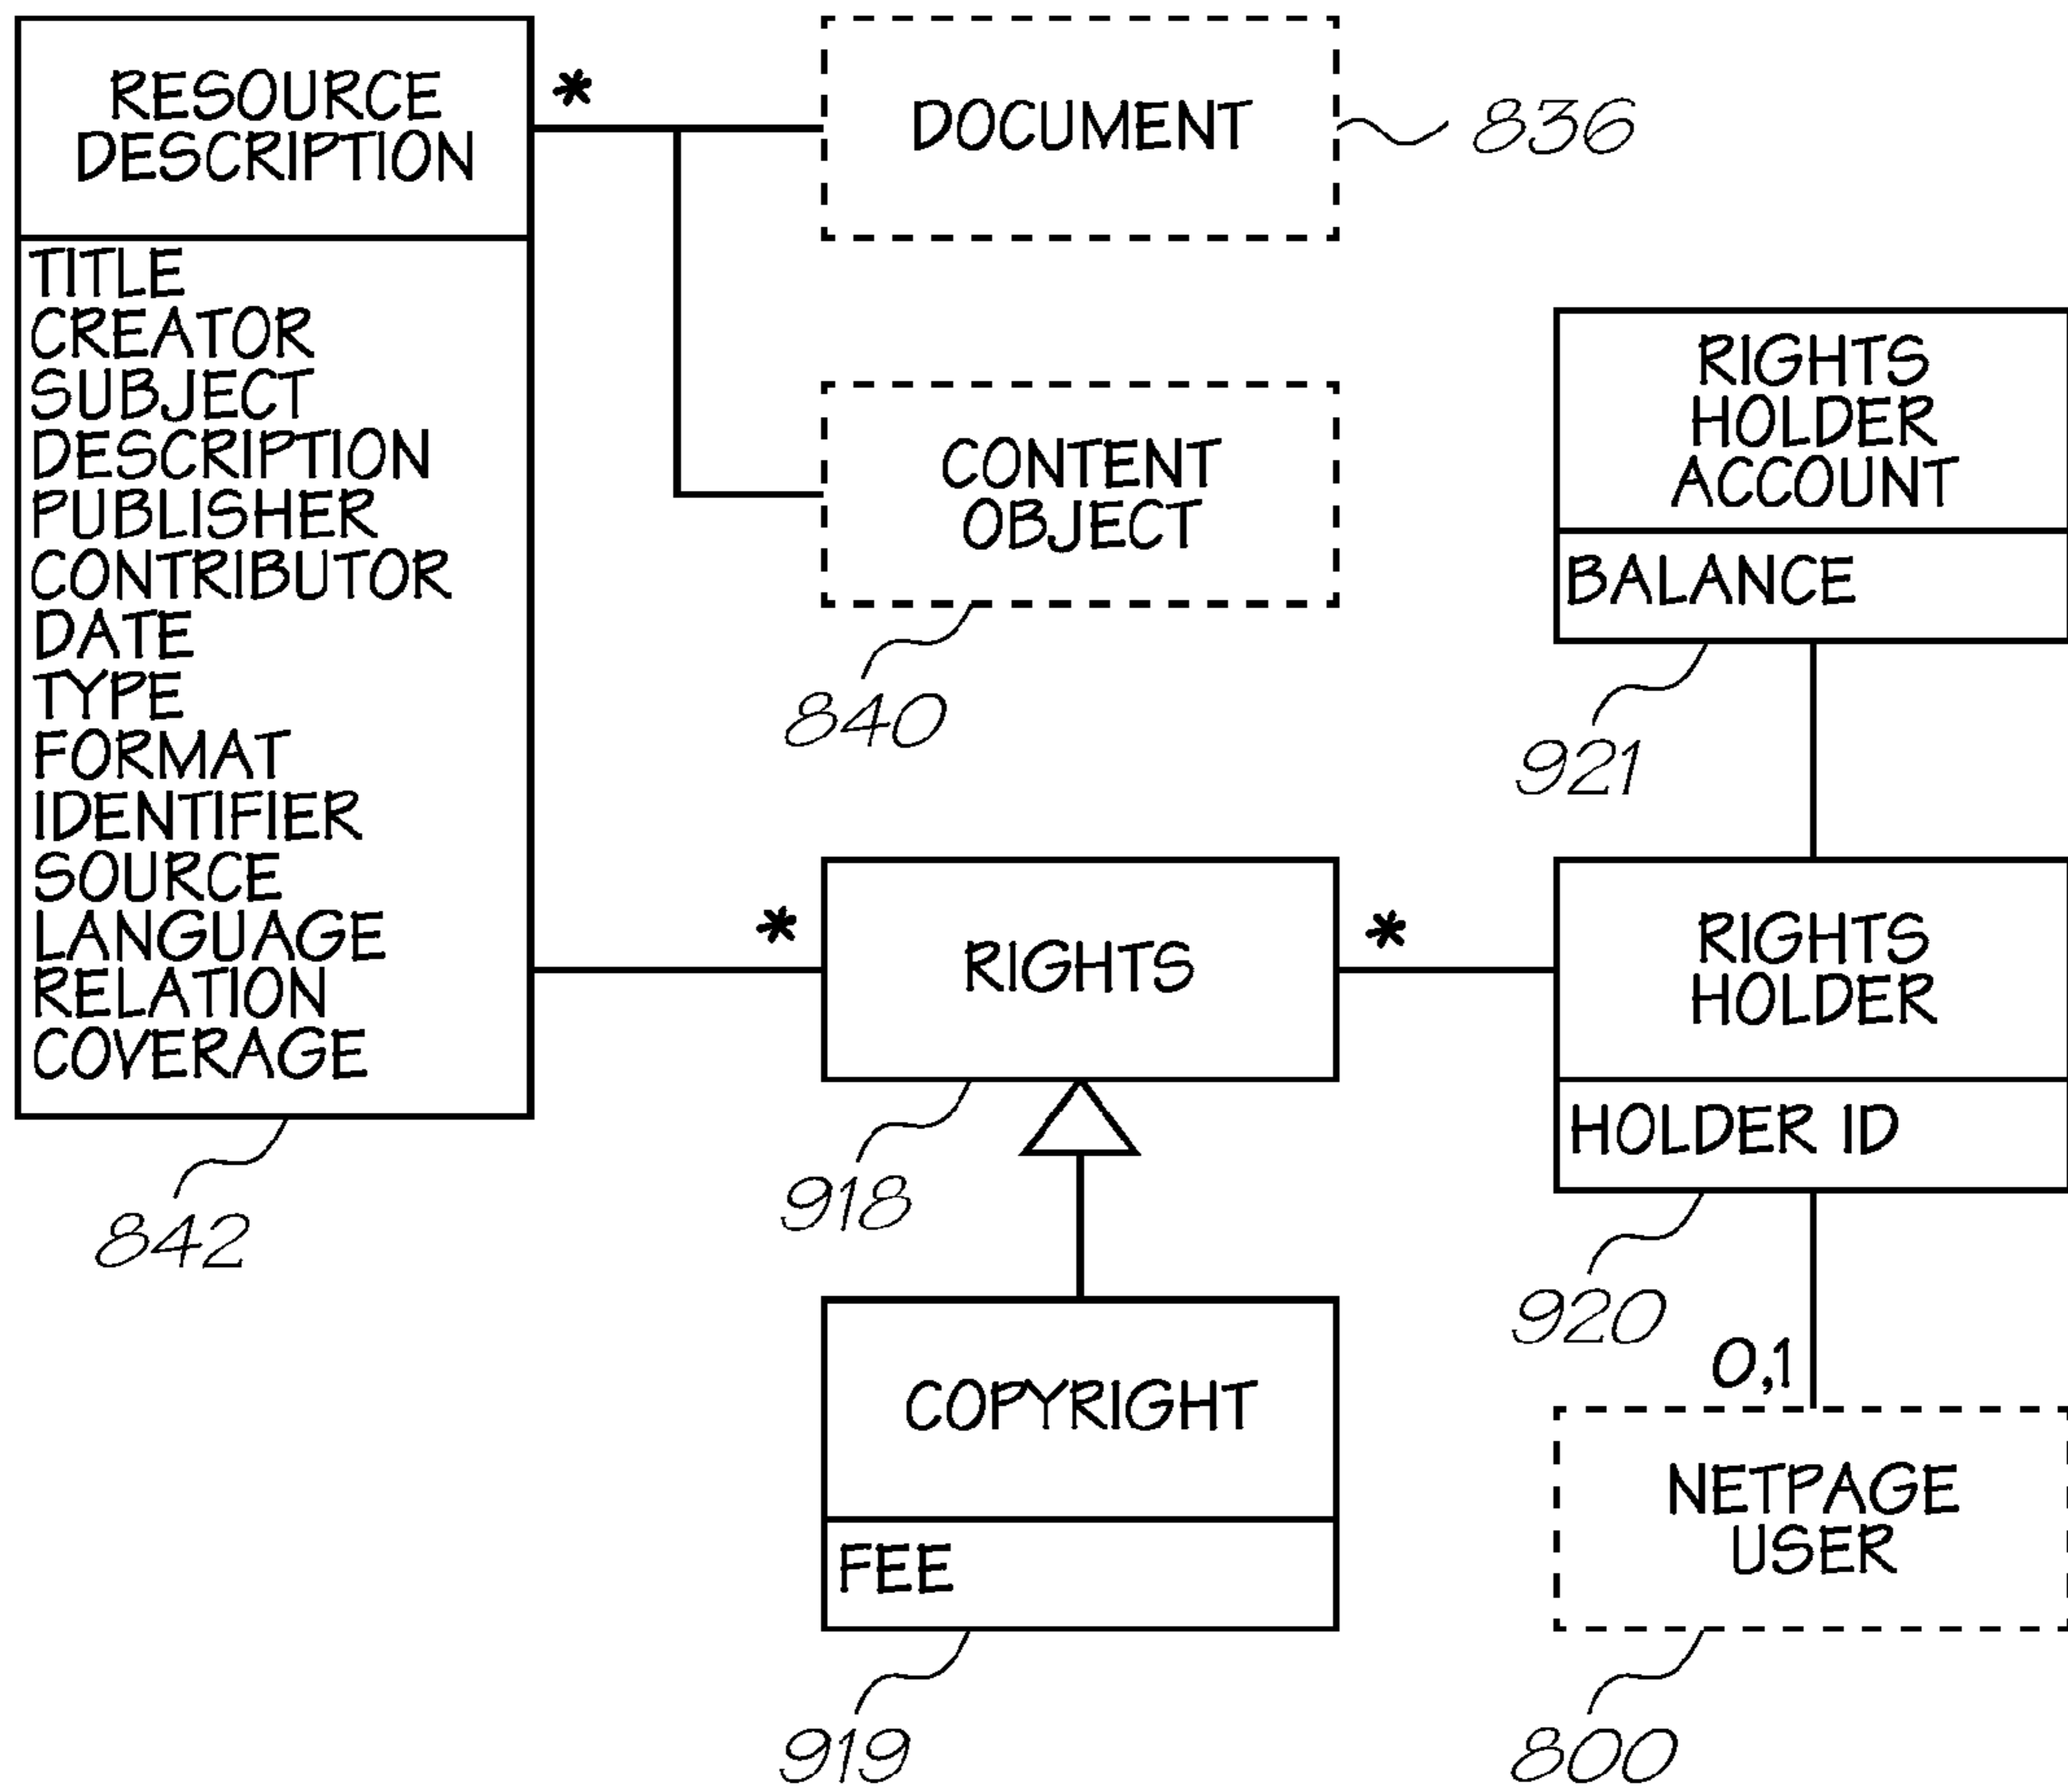 RESOURCE
DESCRIPTION
TITLE
CREATOR
SUBJECT
DESCRIPTION
PUBLISHER
CONTRIBUTOR
DATE
TYPE
FORMAT
IDENTIFIER
SOURCE
LANGUAGE
RELATION
COVERAGE
842
*
DOCUMENT
836
CONTENT
OBJECT
840
RIGHTS
HOLDER
ACCOUNT
BALANCE
921
*
RIGHTS
918
*
RIGHTS
HOLDER
HOLDER ID
920
COPYRIGHT
FEE
919
0,1
NETPAGE
USER
800